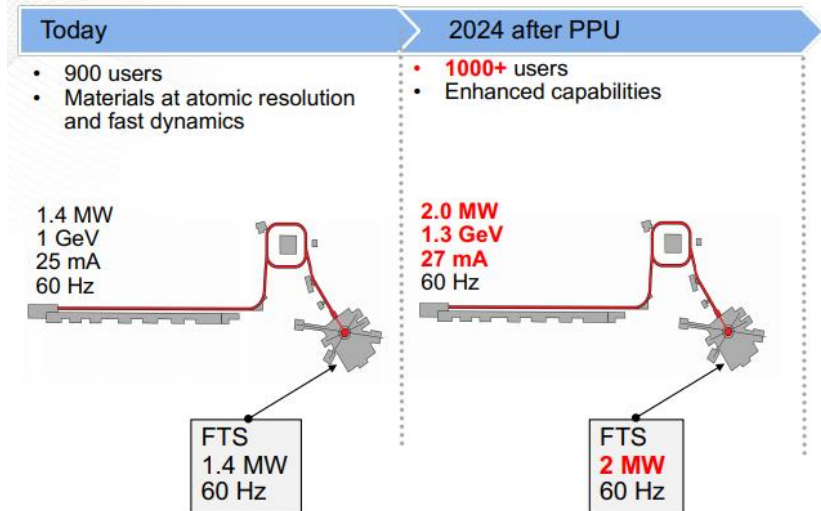 Today
2024 after PPU
• 900 users
• Materials at atomic resolution
and fast dynamics
• 1000+ users
• Enhanced capabilities
1.4 MW
1 GeV
25 mA
60 Hz
2.0 MW
1.3 GeV
27 mA
60 Hz
FTS
1.4 MW
60 Hz
FTS
2 MW
60 Hz